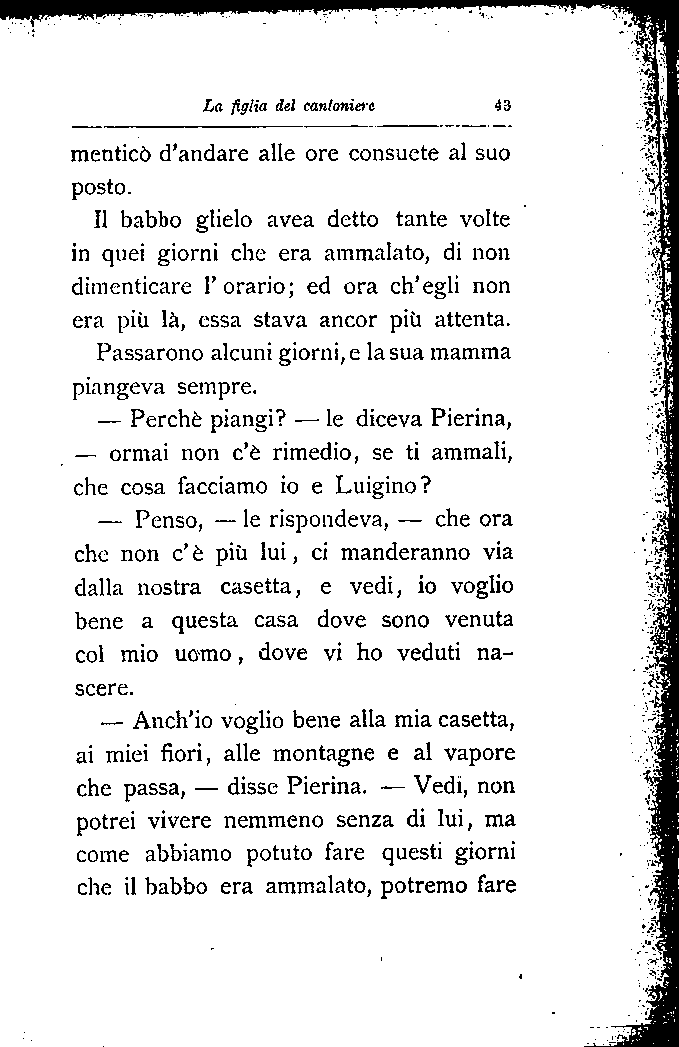 La figlia del cantoniere 43
menticò d'andare alle ore consuete al suo
posto.
Il babbo glielo avea detto tante volte
in quei giorni che era ammalato, di non
dimenticare l'orario; ed ora ch'egli non
era più là, essa stava ancor più attenta.
Passarono alcuni giorni, e la sua mamma
piangeva sempre.
— Perchè piangi? — le diceva Pierina,
— ormai non c'è rimedio, se ti ammali,
che cosa facciamo io e Luigino?
— Penso, — le rispondeva, — che ora
che non c'è più lui, ci manderanno via
dalla nostra casetta, e vedi, io voglio
bene a questa casa dove sono venuta
col mio uomo, dove vi ho veduti na-
scere.
— Anch'io voglio bene alla mia casetta,
ai miei fiori, alle montagne e al vapore
che passa, — disse Pierina. — Vedi, non
potrei vivere nemmeno senza di lui, ma
come abbiamo potuto fare questi giorni
che il babbo era ammalato, potremo fare